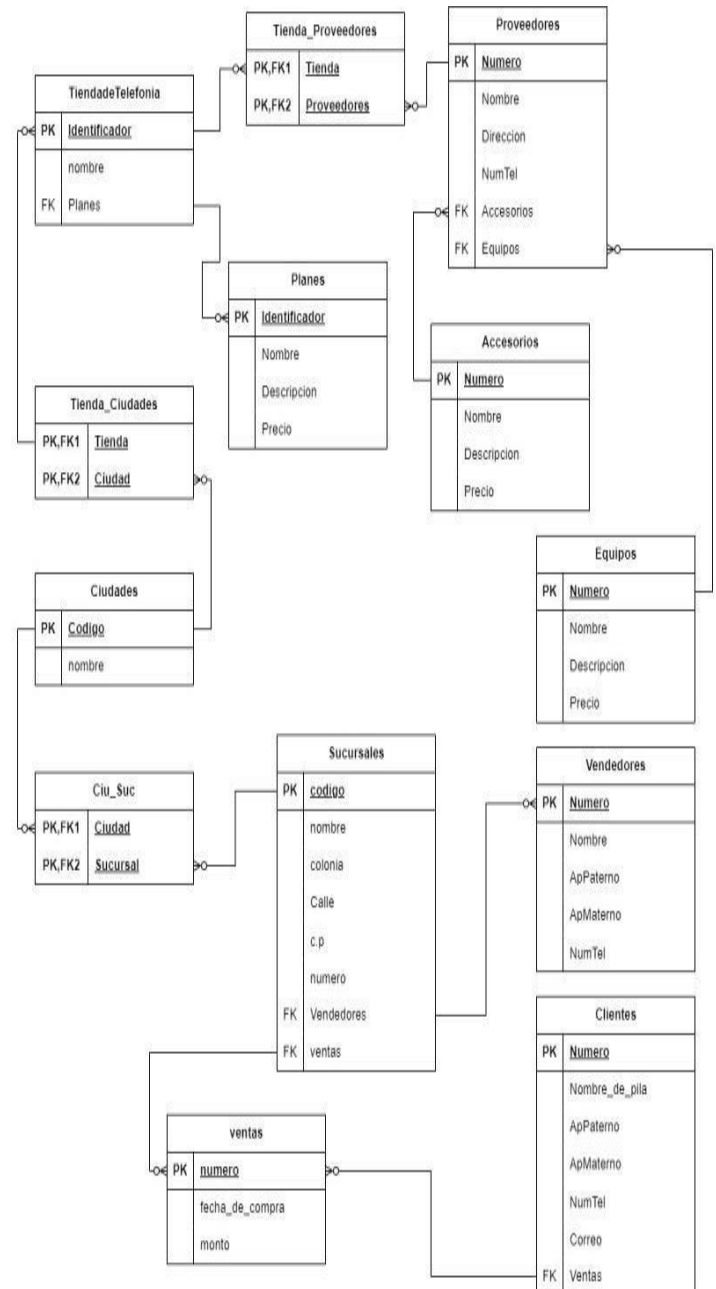 Tienda_Proveedores
PK,FK1 Tienda
PK,FK2 Proveedores
Proveedores
PK Numero
Nombre
Direccion
NumTel
FK Accesorios
FK Equipos
TiendadeTelefonia
PK Identificador
nombre
FK Planes
Planes
PK Identificador
Nombre
Descripcion
Precio
Accesorios
PK Numero
Nombre
Descripcion
Precio
Tienda_Ciudades
PK,FK1 Tienda
PK,FK2 Ciudad
Equipos
PK Numero
Nombre
Descripcion
Precio
Ciudades
PK Codigo
nombre
Sucursales
PK codigo
nombre
colonia
Calle
c.p
numero
FK Vendedores
FK ventas
Vendedores
PK Numero
Nombre
ApPaterno
ApMaterno
NumTel
Ciu_Suc
PK,FK1 Ciudad
PK,FK2 Sucursal
Clientes
PK Numero
Nombre_de_pila
ApPaterno
ApMaterno
NumTel
Correo
FK Ventas
ventas
PK numero
fecha_de_compra
monto